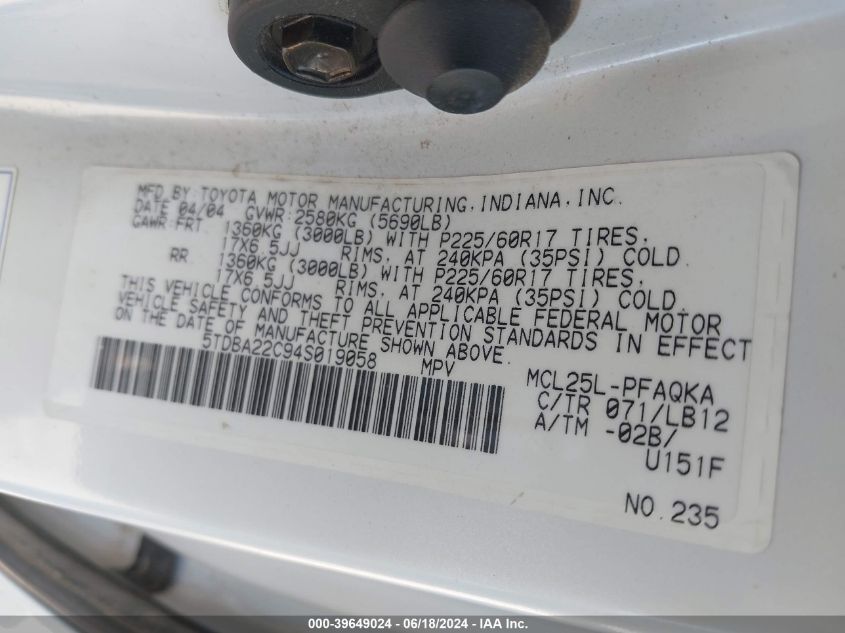 MFD BY: TOYOTA MOTOR MANUFACTURING, INDIANA, INC.
DATE 04/04 GVWR:2580KG (5690LB)
GAWR:FRT 1360KG (3000LB) WITH P225/60R17 TIRES,
17X6.5JJ RIMS, AT 240KPA (35PSI) COLD.
RR 1360KG (3000LB) WITH P225/60R17 TIRES,
17X6.5JJ RIMS, AT 240KPA (35PSI) COLD.
THIS VEHICLE CONFORMS TO ALL APPLICABLE FEDERAL MOTOR
VEHICLE SAFETY AND THEFT PREVENTION STANDARDS IN EFFECT
ON THE DATE OF MANUFACTURE SHOWN ABOVE.
5TDBA22C94S019058 MPV
MCL25L-PFAQKA
C/TR 071/LB12
A/TM -02B/
U151F
NO.235
000-39649024 - 06/18/2024 - IAA Inc.